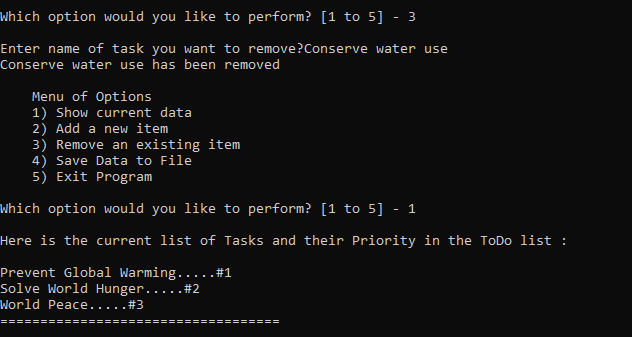 Which option would you like to perform? [1 to 5] - 3
Enter name of task you want to remove?Conserve water use
Conserve water use has been removed
Menu of Options
1) Show current data
2) Add a new item
3) Remove an existing item
4) Save Data to File
5) Exit Program
Which option would you like to perform? [1 to 5] - 1
Here is the current list of Tasks and their Priority in the ToDo list :
Prevent Global Warming.....#1
Solve World Hunger.....#2
World Peace.....#3
===================================